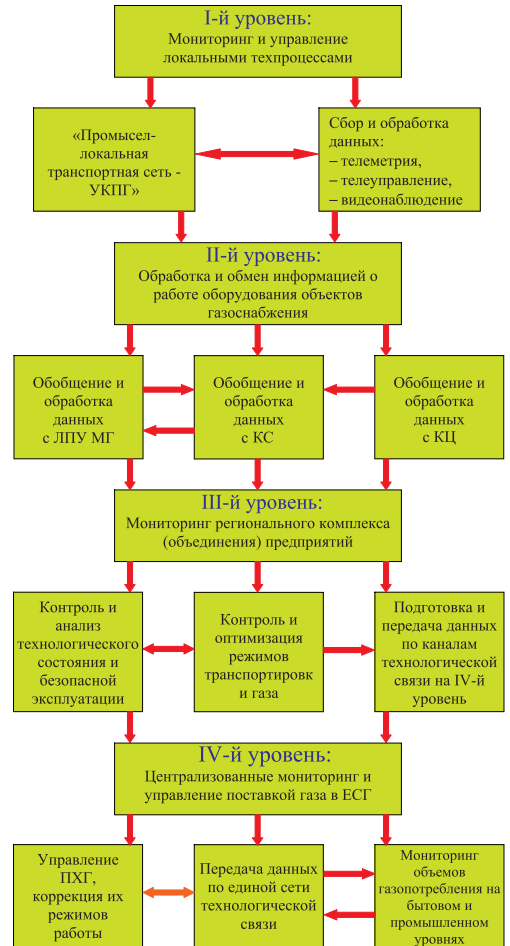 I-й уровень:
Мониторинг и управление
локальными техпроцессами
«Промысел-
локальная
транспортная сеть -
УКПГ»
Сбор и обработка
данных:
– телеметрия,
– телеуправление,
– видеонаблюдение
II-й уровень:
Обработка и обмен информацией о
работе оборудования объектов
газоснабжения
Обобщение и
обработка
данных
с ЛПУ МГ
Обобщение и
обработка
данных
с КС
Обобщение и
обработка
данных
с КЦ
III-й уровень:
Мониторинг регионального комплекса
(объединения) предприятий
Контроль и
анализ
технологического
состояния и
безопасной
эксплуатации
Контроль и
оптимизация
режимов
транспортировк
и газа
Подготовка и
передача данных
по каналам
технологической
связи на IV-й
уровень
IV-й уровень:
Централизованные мониторинг и
управление поставкой газа в ЕСГ
Управление
ПХГ,
коррекция их
режимов
работы
Передача данных
по единой сети
технологической
связи
Мониторинг
объемов
газопотребления на
бытовом и
промышленном
уровнях